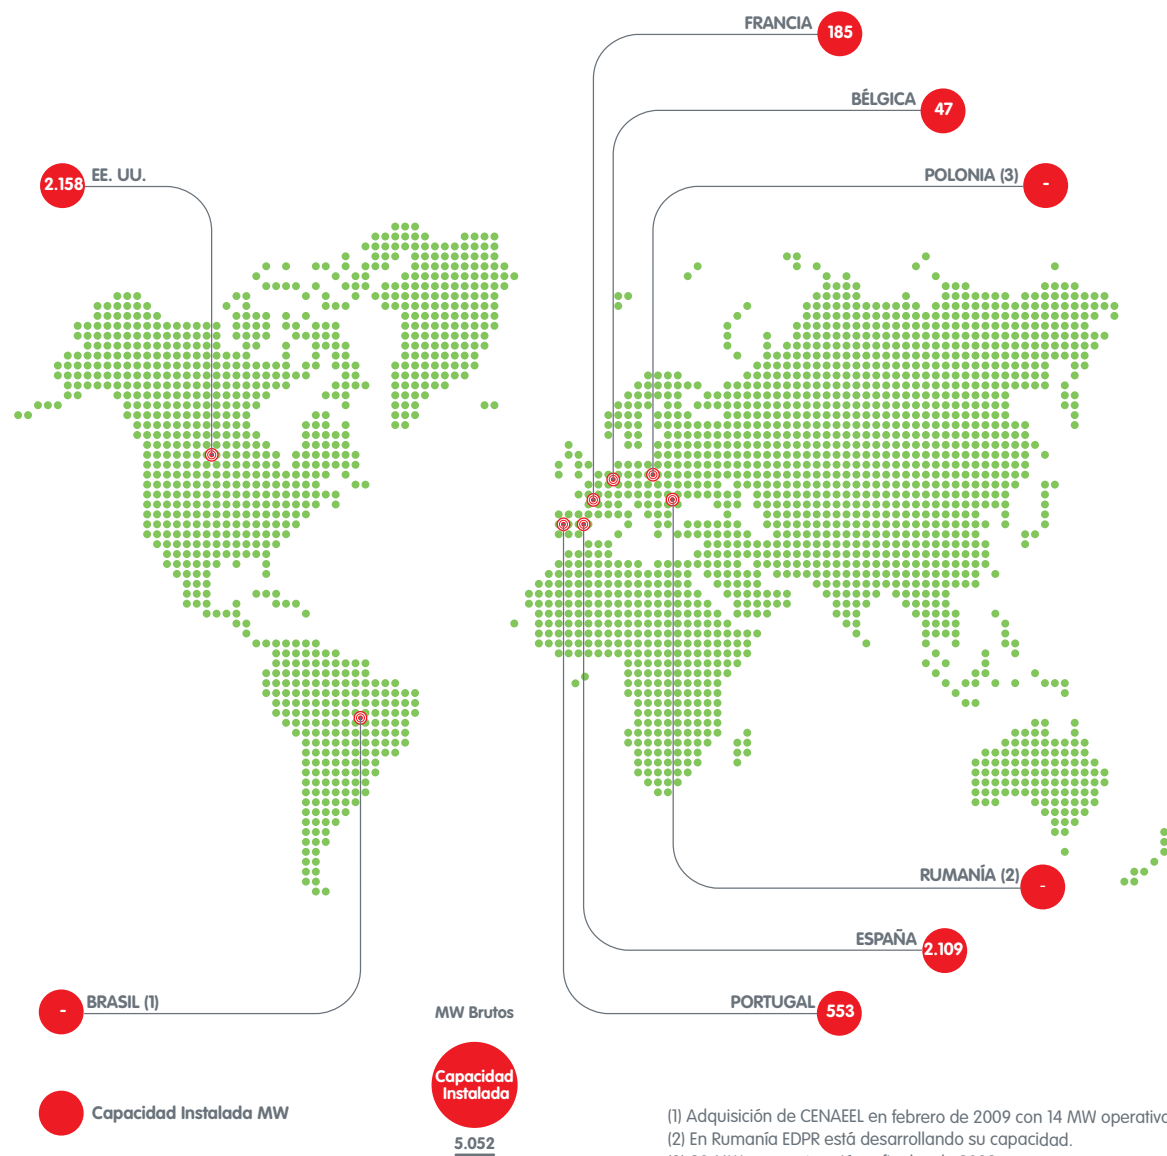 FRANCIA
185
BÉLGICA
47
2.158
EE. UU.
POLONIA (3)
-
RUMANÍA (2)
-
ESPAÑA
2.109
-
BRASIL (1)
PORTUGAL
553
MW Brutos
Capacidad
Instalada
5.052
Capacidad Instalada MW
(1) Adquisición de CENAEEL en febrero de 2009 con 14 MW
(2) En Rumanía EDPR está desarrollando su capacidad.